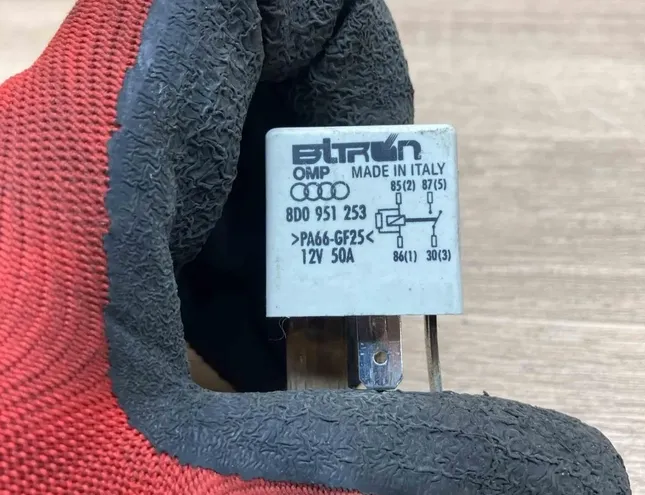 BITRON
OMP MADE IN ITALY
85(2) 87(5)
8D0 951 253
>PA66-GF25<
12V 50A
86(1) 30(3)